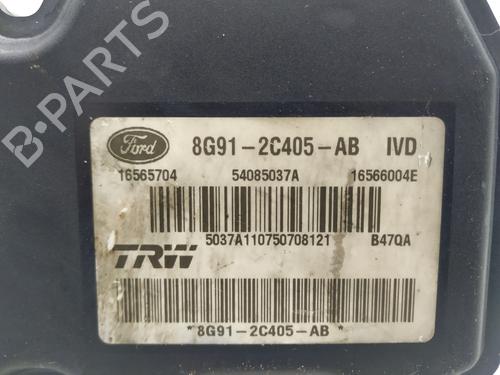 B-PARTS
Ford 8G91-2C405-AB IVD
16565704 54085037A 16566004E
5037A110750708121 B47QA
TRW
*8G91-2C405-AB*